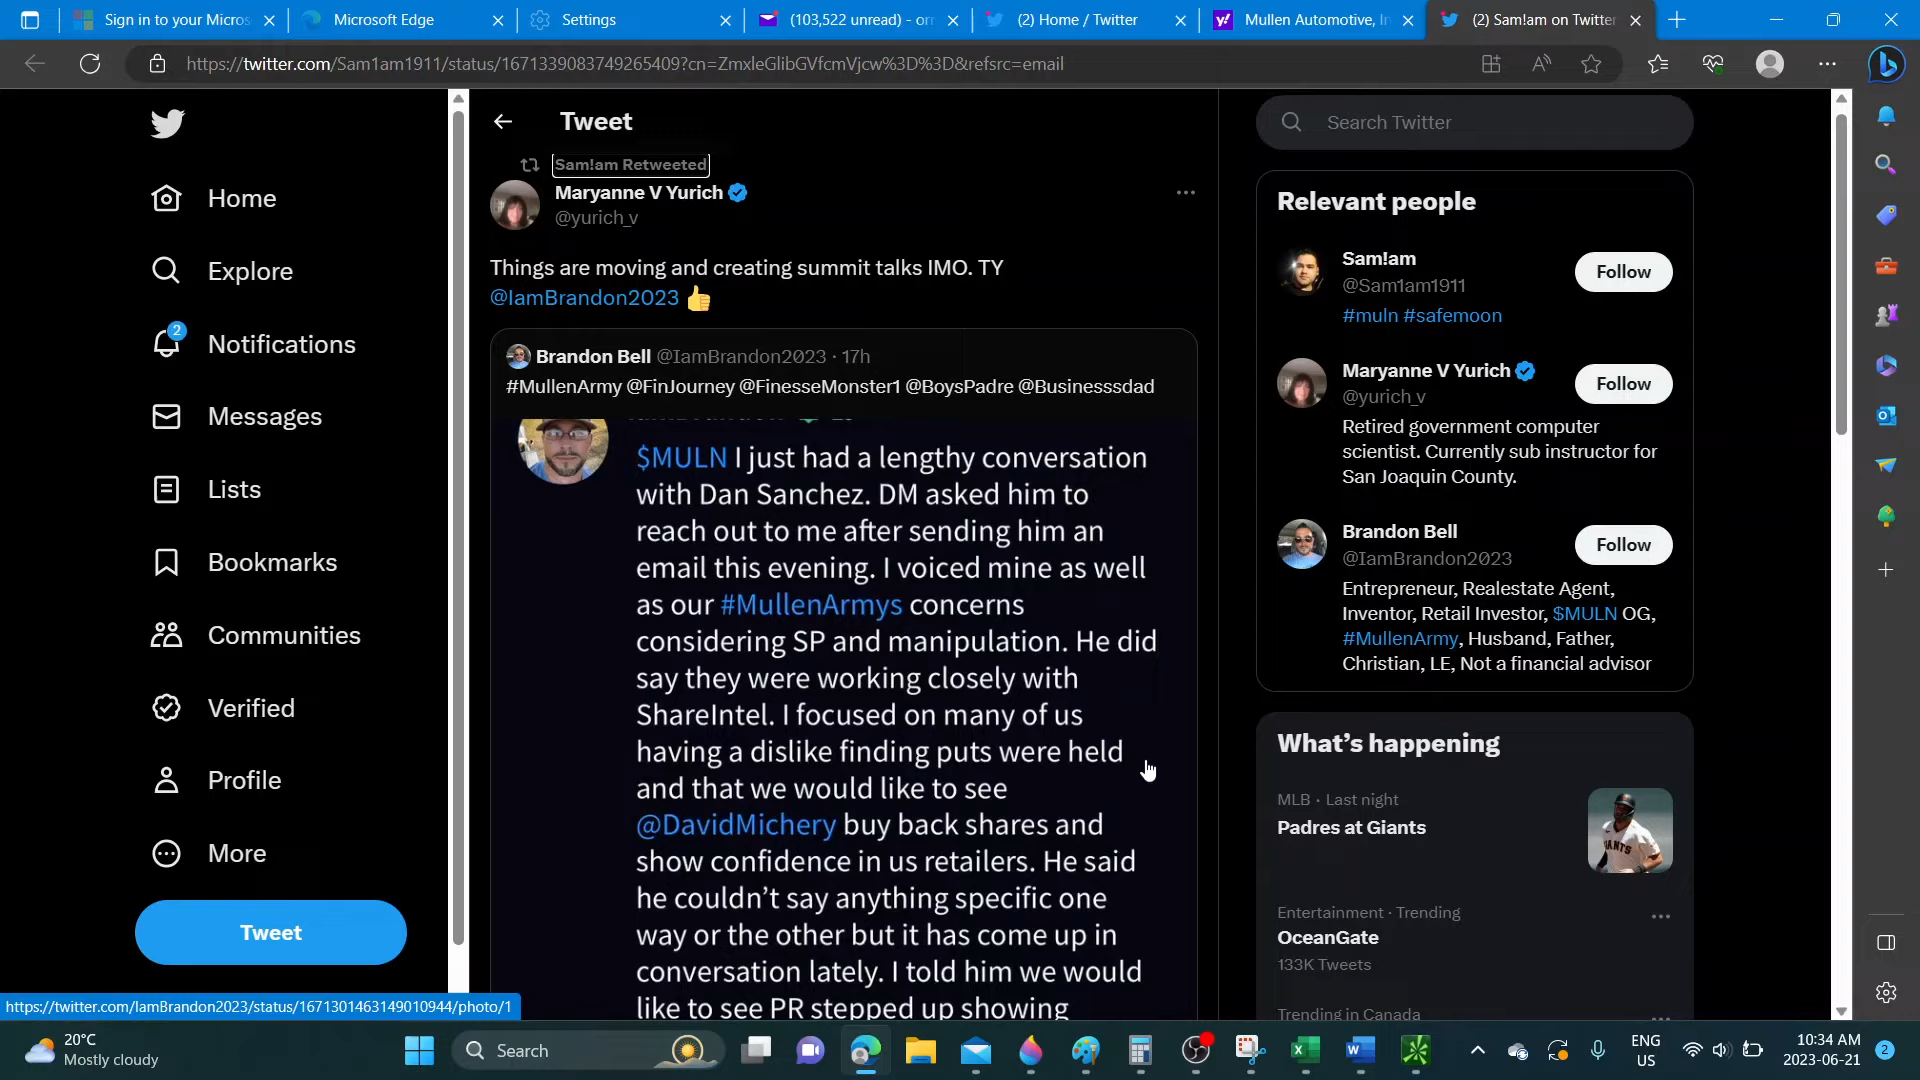 Sign in to your Micros
Microsoft Edge
Settings
(103,522 unread) - orr
(2) Home / Twitter
Mullen Automotive, In
(2) Sam!am on Twitter
https://twitter.com/Sam1am1911/status/1671339083749265409?cn=ZmxleGlibGVfcmVjcw%3D%3D&refsrc=email
Home
Explore
2
Notifications
Messages
Lists
Bookmarks
Communities
Verified
Profile
More
Tweet
Tweet
Sam!am Retweeted
Maryanne V Yurich
@yurich_v
Things are moving and creating summit talks IMO. TY
@IamBrandon2023 👍
Brandon Bell @IamBrandon2023 · 17h
#MullenArmy @FinJourney @FinesseMonster1 @BoysPadre @Businesssdad
$MULN I just had a lengthy conversation
with Dan Sanchez. DM asked him to
reach out to me after sending him an
email this evening. I voiced mine as well
as our #MullenArmys concerns
considering SP and manipulation. He did
say they were working closely with
ShareIntel. I focused on many of us
having a dislike finding puts were held
and that we would like to see
@DavidMichery buy back shares and
show confidence in us retailers. He said
he couldn't say anything specific one
way or the other but it has come up in
conversation lately. I told him we would
like to see PR stepped up showing
Search Twitter
Relevant people
Sam!am
@Sam1am1911
Follow
#muln #safemoon
Maryanne V Yurich
@yurich_v
Follow
Retired government computer
scientist. Currently sub instructor for
San Joaquin County.
Brandon Bell
@IamBrandon2023
Follow
Entrepreneur, Realestate Agent,
Inventor, Retail Investor, $MULN OG,
#MullenArmy, Husband, Father,
Christian, LE, Not a financial advisor
What's happening
MLB · Last night
Padres at Giants
Entertainment · Trending
OceanGate
133K Tweets
Trending in Canada
https://twitter.com/IamBrandon2023/status/1671301463149010944/photo/1
20°C
Mostly cloudy
Search
ENG
US
10:34 AM
2023-06-21
2